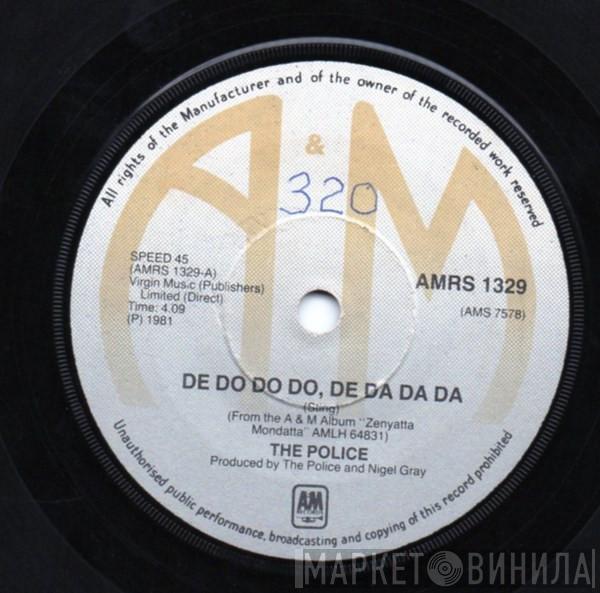 All rights of the Manufacturer and of the owner of the recorded work reserved
A & M
320
SPEED 45
(AMRS 1329-A)
Virgin Music (Publishers)
Limited (Direct)
Time: 4.09
(P) 1981
AMRS 1329
(AMS 7578)
DE DO DO DO, DE DA DA DA
(Sting)
(From the A & M Album "Zenyatta
Mondatta" AMLH 64831)
THE POLICE
Produced by The Police and Nigel Gray
AM
RECORDS
Unauthorised public performance, broadcasting and copying of this record prohibited
МАРКЕТ ВИНИЛА